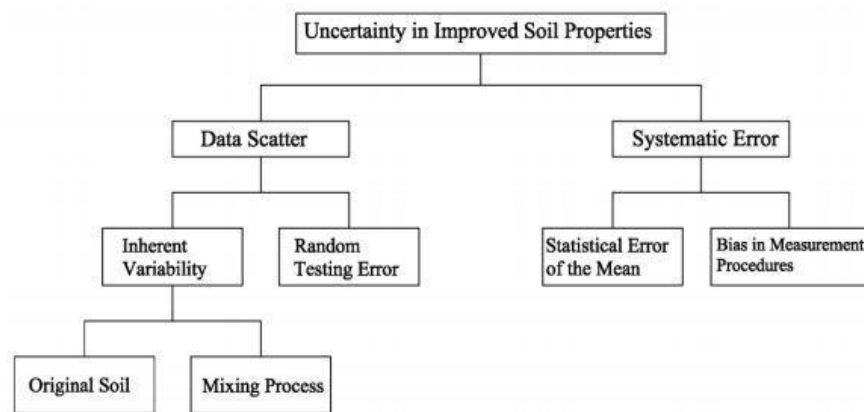 Uncertainty in Improved Soil Properties
Data Scatter
Systematic Error
Inherent
Variability
Random
Testing Error
Statistical Error
of the Mean
Bias in Measurement
Procedures
Original Soil
Mixing Process